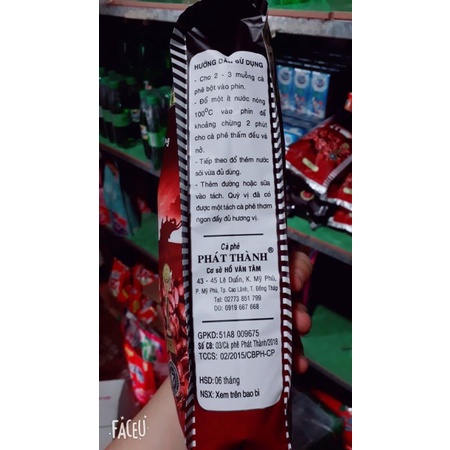 HƯỚNG DẪN SỬ DỤNG
- Cho 2 - 3 muỗng cà
phê bột vào phin.
- Đổ một ít nước nóng
100°C vào phin để
khoảng chừng 2 phút
cho cà phê thấm đều và
nở.
- Tiếp theo đổ thêm nước
sôi vừa đủ dùng.
- Thêm đường hoặc sữa
vào tách. Quý vị đã có
được một tách cà phê thơm
ngon đầy đủ hương vị.
Cà phê
PHÁT THÀNH®
Cơ sở HỒ VĂN TÂM
43 - 45 Lê Duẩn, K. Mỹ Phú,
P. Mỹ Phú, Tp. Cao Lãnh, T. Đồng Tháp
Tel: 02773 851 799
DĐ: 0919 667 668
GPKD: 51A8 009675
Số CB: 03/Cà phê Phát Thành/2018
TCCS: 02/2015/CBPH-CP
HSD: 06 tháng
NSX: Xem trên bao bì
FACEU